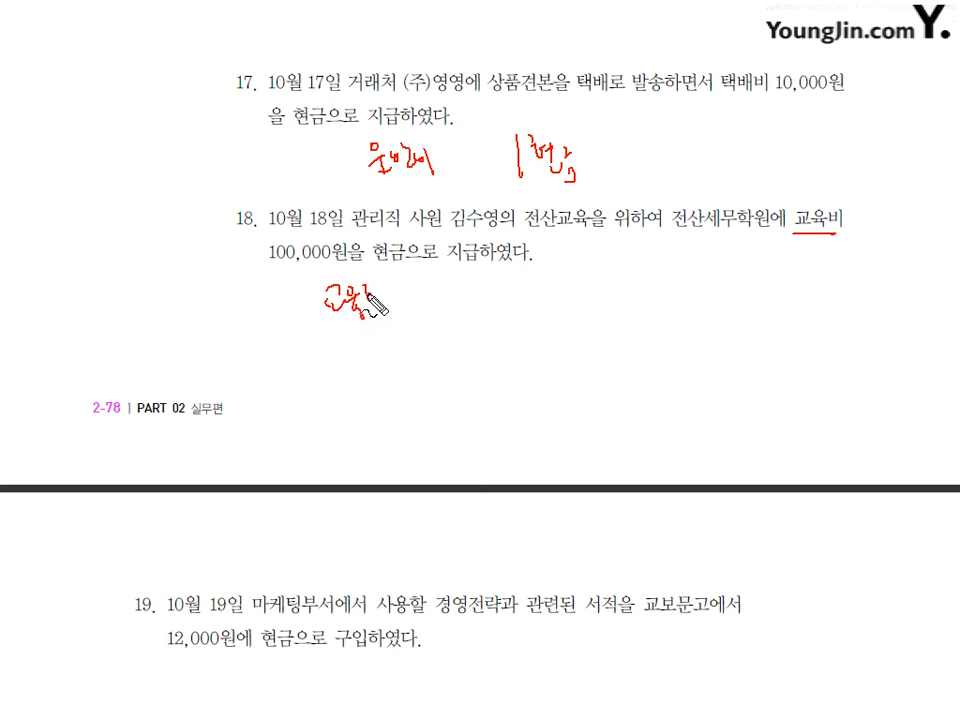 YoungJin.com Y.
17. 10월 17일 거래처 (주)영영에 상품견본을 택배로 발송하면서 택배비 10,000원
을 현금으로 지급하였다.
운반비 | 현금
18. 10월 18일 관리직 사원 김수영의 전산교육을 위하여 전산세무학원에 교육비
100,000원을 현금으로 지급하였다.
교육
2-78 | PART 02 실무편
19. 10월 19일 마케팅부서에서 사용할 경영전략과 관련된 서적을 교보문고에서
12,000원에 현금으로 구입하였다.